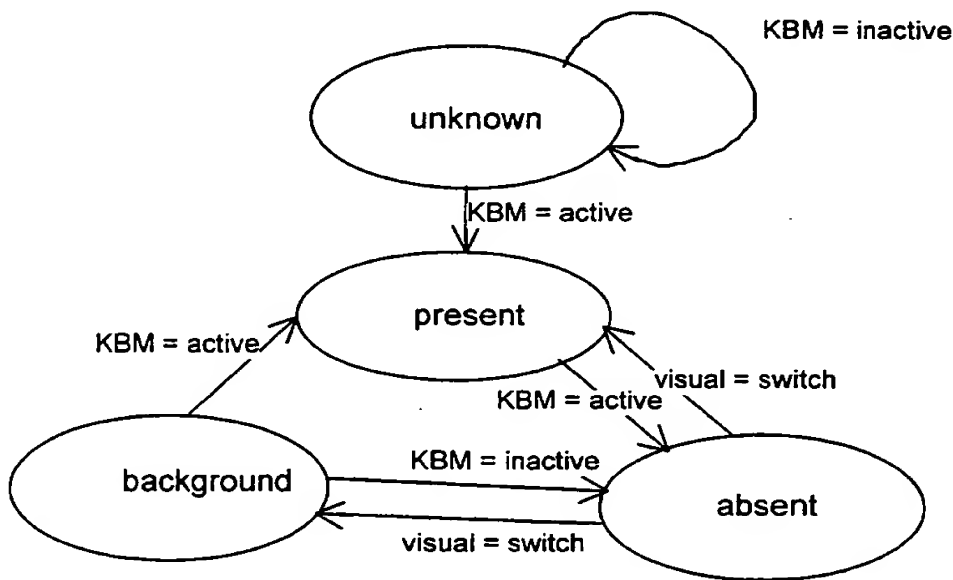 KBM = inactive
unknown
KBM = active
present
KBM = active
visual = switch
KBM = active
KBM = inactive
background
absent
visual = switch